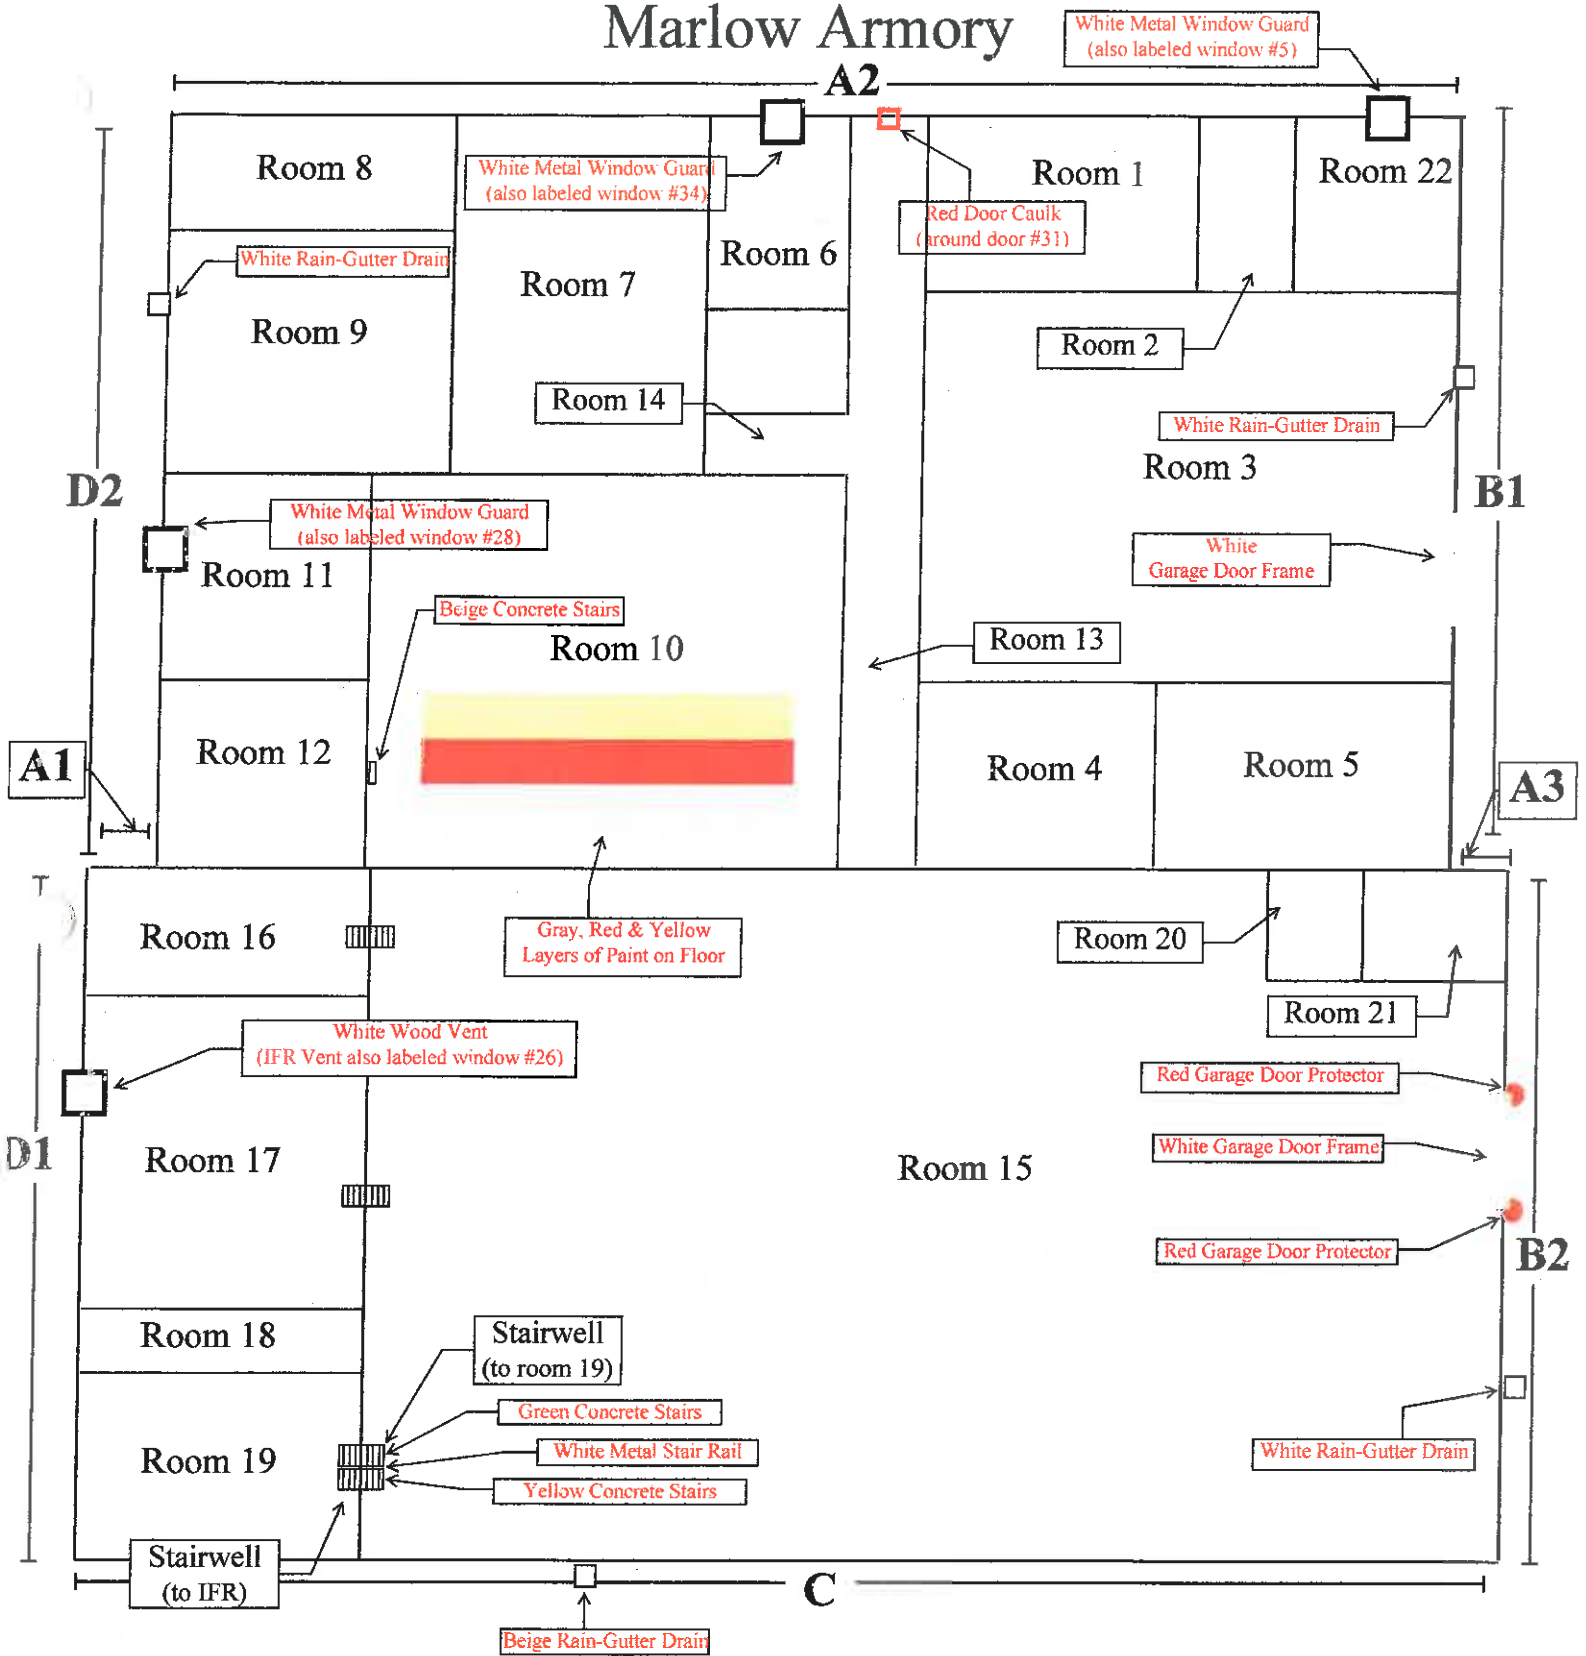 Marlow Armory
White Metal Window Guard
(also labeled window #5)
A2
Room 8
White Metal Window Guard
(also labeled window #34)
Room 1
Room 22
Red Door Caulk
(around door #31)
Room 6
White Rain-Gutter Drain
Room 7
Room 9
Room 2
Room 14
White Rain-Gutter Drain
Room 3
D2
B1
White Metal Window Guard
(also labeled window #28)
White
Garage Door Frame
Room 11
Beige Concrete Stairs
Room 10
Room 13
Room 12
A1
Room 4
Room 5
A3
Room 16
Gray, Red & Yellow
Layers of Paint on Floor
Room 20
Room 21
White Wood Vent
(IFR Vent also labeled window #26)
Red Garage Door Protector
D1
Room 17
Room 15
White Garage Door Frame
Red Garage Door Protector
B2
Room 18
Stairwell
(to room 19)
Green Concrete Stairs
Room 19
White Metal Stair Rail
White Rain-Gutter Drain
Yellow Concrete Stairs
Stairwell
(to IFR)
C
Beige Rain-Gutter Drain